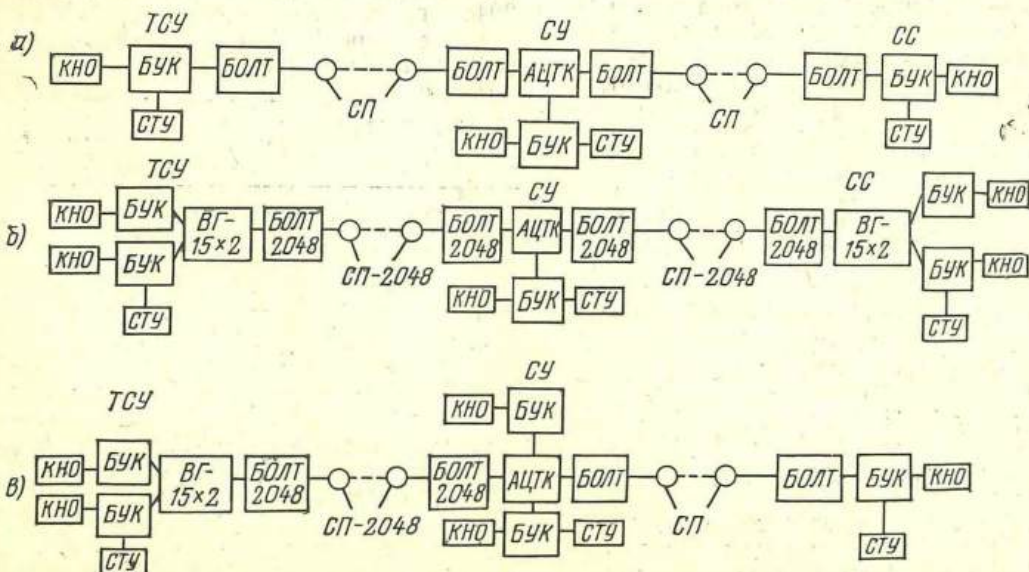 а)
ТСУ
СУ
СС
КНО
БУК
БОЛТ
БОЛТ
АЦТК
БОЛТ
БОЛТ
БУК
КНО
СП
СП
СТУ
КНО
БУК
СТУ
СТУ
б)
ТСУ
СУ
СС
КНО
БУК
ВГ-
15×2
БОЛТ
2048
БОЛТ
2048
АЦТК
БОЛТ
2048
БОЛТ
2048
ВГ-
15×2
БУК
КНО
КНО
БУК
СП-2048
СП-2048
БУК
КНО
СТУ
КНО
БУК
СТУ
СТУ
в)
ТСУ
СУ
КНО
БУК
КНО
БУК
ВГ-
15×2
БОЛТ
2048
БОЛТ
2048
АЦТК
БОЛТ
БОЛТ
БУК
КНО
КНО
БУК
СП-2048
СП
КНО
БУК
СТУ
СТУ
СТУ